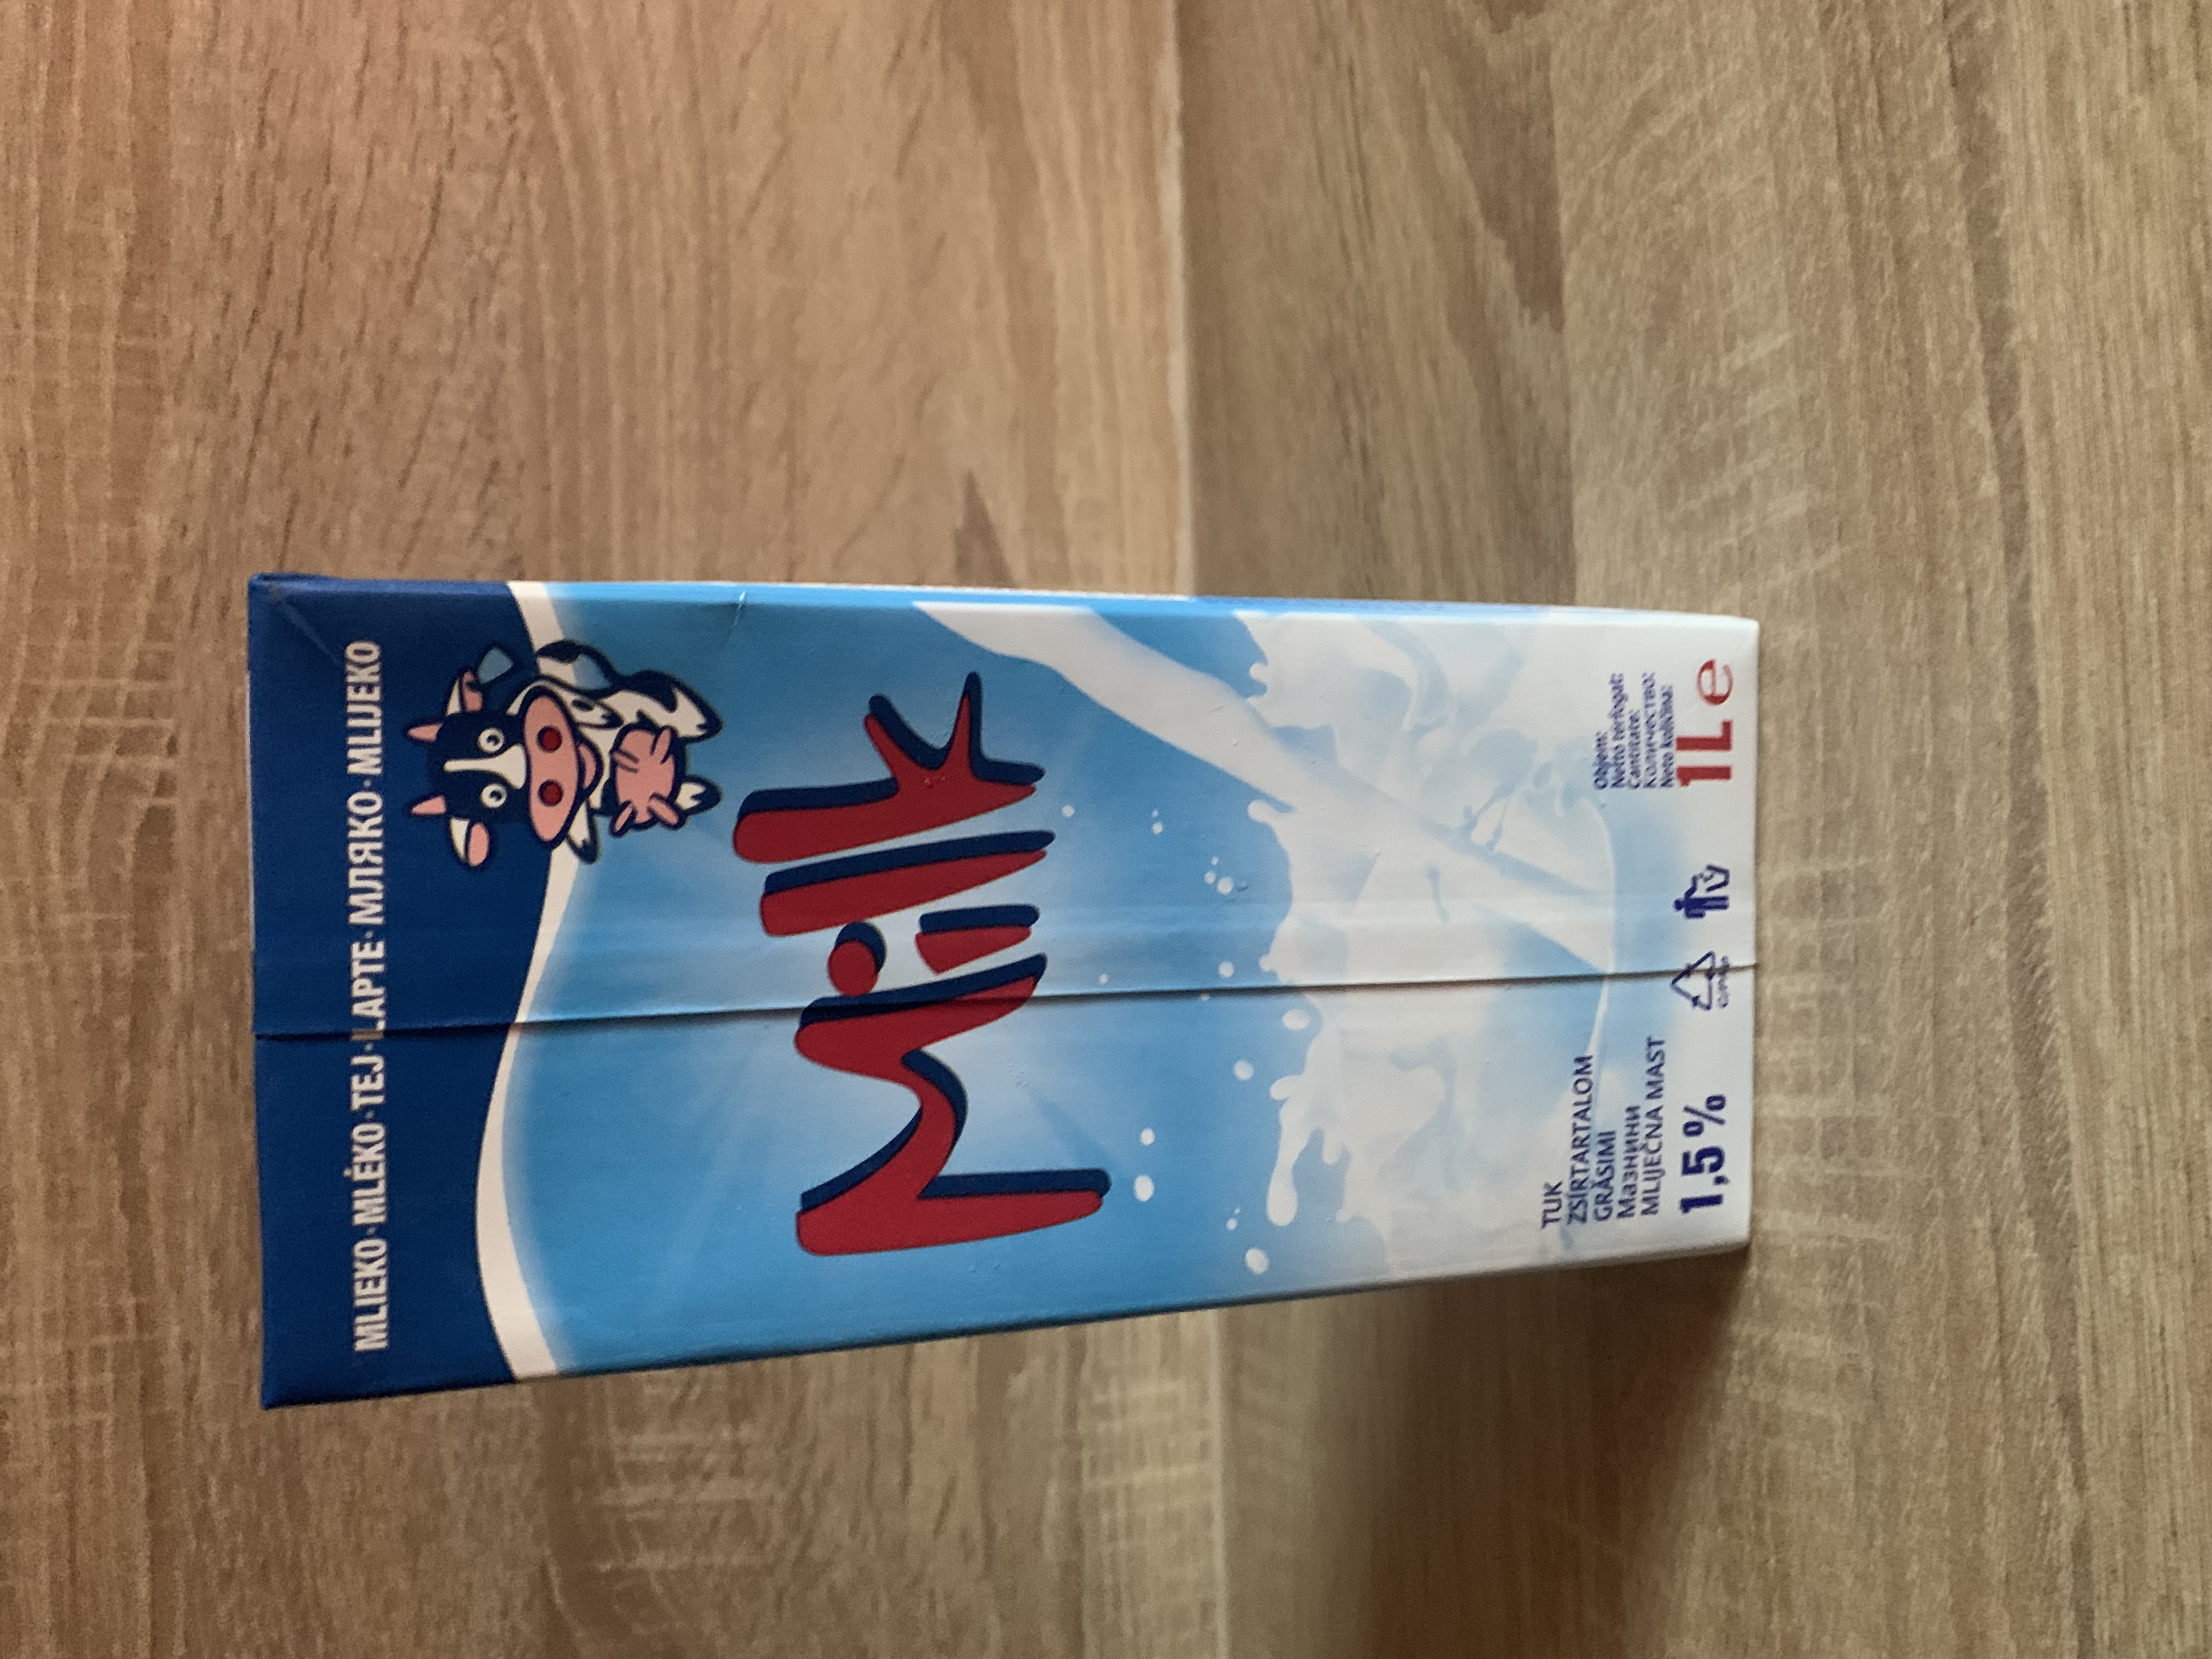 MLIEKO·MLÉKO·TEJ·LAPTE·МЛЯКО·MLIJEKO
Milk
TUK
ZSÍRTARTALOM
GRĂSIMI
Мазнини
MLIJEČNA MAST
1,5 %
Objem:
Nettó térfogat:
Cantitate:
Количество:
Neto količina:
1L e